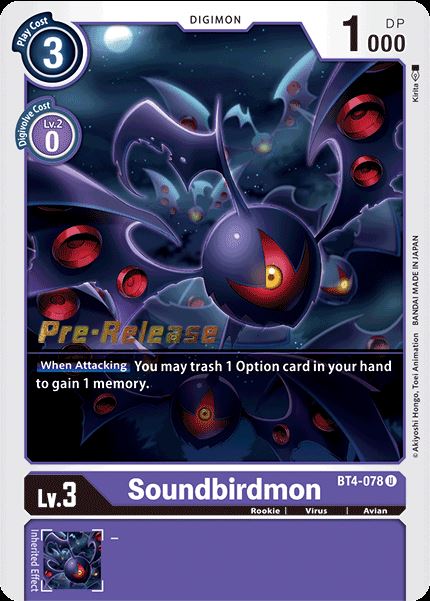 Play Cost
3
DIGIMON
DP
1000
Digivolve Cost
Lv.2
0
Kirita
Pre-Release
When Attacking You may trash 1 Option card in your hand
to gain 1 memory.
© Akiyoshi Hongo, Toei Animation BANDAI MADE IN JAPAN
Lv.3
Soundbirdmon
BT4-078 U
Rookie | Virus | Avian
Inherited Effect
–